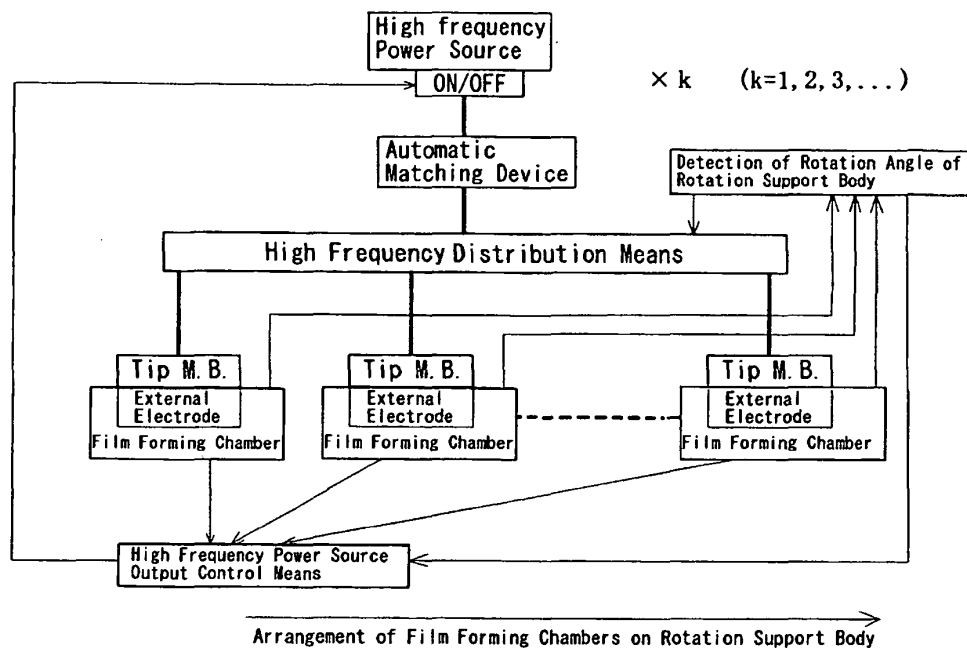 High frequency
Power Source
ON/OFF
× k (k=1, 2, 3, ...)
Automatic
Matching Device
Detection of Rotation Angle of
Rotation Support Body
High Frequency Distribution Means
Tip M. B.
External
Electrode
Film Forming Chamber
Tip M. B.
External
Electrode
Film Forming Chamber
Tip M. B.
External
Electrode
Film Forming Chamber
High Frequency Power Source
Output Control Means
Arrangement of Film Forming Chambers on Rotation Support Body